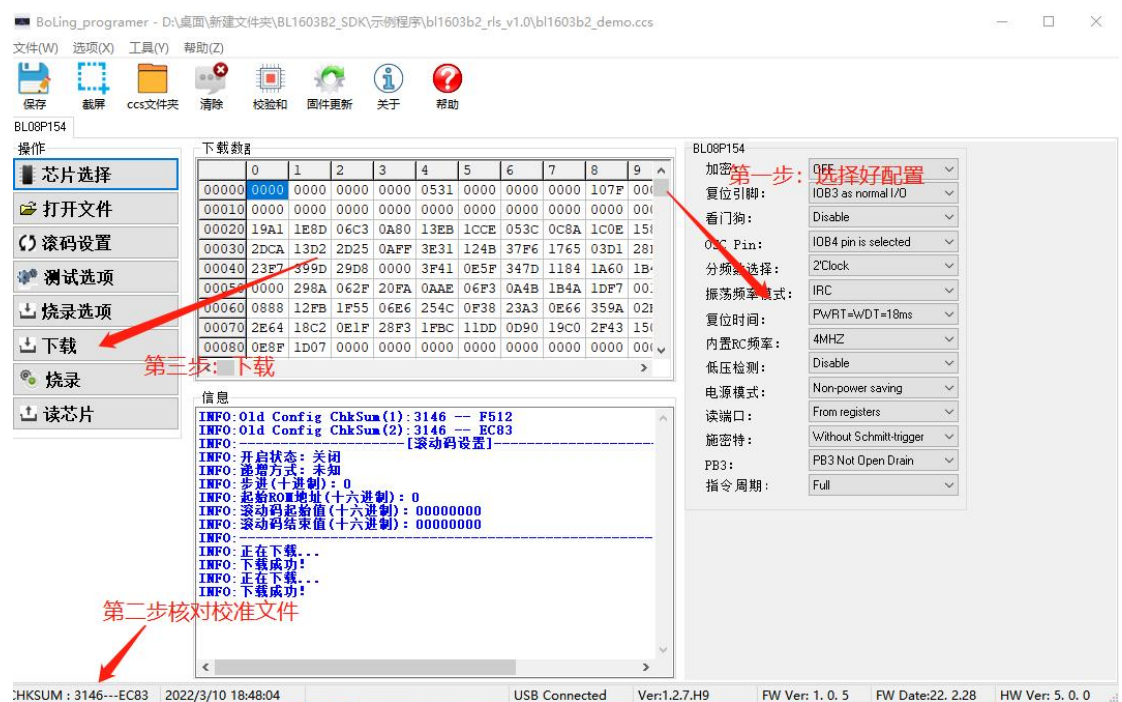 BoLing_programer - D:\桌面\新建文件夹\BL1603B2_SDK\示例程序\bl1603b2_rls_v1.0\bl1603b2_demo.ccs
文件(W) 选项(X) 工具(Y) 帮助(Z)
保存 截屏 ccs文件夹 清除 校验和 固件更新 关于 帮助
BL08P154
操作
芯片选择
打开文件
滚码设置
测试选项
烧录选项
下载
烧录
读芯片
下载数
0 1 2 3 4 5 6 7 8 9
00000 0000 0000 0000 0000 0531 0000 0000 0000 107F 000
00010 0000 0000 0000 0000 0000 0000 0000 0000 0000 000
00020 19A1 1E8D 06C3 0A80 13EB 1CCE 053C 0C8A 1C0E 158
00030 2DCA 13D2 2D25 0AFF 3E31 124B 37F6 1765 03D1 281
00040 23F7 399D 29D8 0000 3F41 0E5F 347D 1184 1A60 1B4
00050 0000 298A 062F 20FA 0AAE 06F3 0A4B 1B4A 1DF7 00
00060 0888 12FB 1F55 06E6 254C 0F38 23A3 0E66 359A 02
00070 2E64 18C2 0E1F 28F3 1FBC 11DD 0D90 19C0 2F43 150
00080 0E8F 1D07 0000 0000 0000 0000 0000 0000 0000 000
第三步：下载
信息
INFO:Old Config ChkSum(1):3146 -- F512
INFO:Old Config ChkSum(2):3146 -- EC83
INFO:--------------------[滚动码设置]--------------------
INFO:开启状态：关闭
INFO:递增方式：未知
INFO:步进(十进制)：0
INFO:起始ROM地址(十六进制)：0
INFO:滚动码起始值(十六进制)：00000000
INFO:滚动码结束值(十六进制)：00000000
INFO:----------------------------------------
INFO:正在下载...
INFO:下载成功!
INFO:正在下载...
INFO:下载成功!
第二步核对校准文件
BL08P154
第一步：选择好配置
加密 OFF
复位引脚： IOB3 as normal I/O
看门狗： Disable
OSC Pin: IOB4 pin is selected
分频数选择： 2'Clock
振荡频率模式： IRC
复位时间： PWRT=WDT=18ms
内置RC频率： 4MHZ
低压检测： Disable
电源模式： Non-power saving
读端口： From registers
施密特： Without Schmitt-trigger
PB3: PB3 Not Open Drain
指令周期： Full
CHKSUM : 3146---EC83 2022/3/10 18:48:04 USB Connected Ver:1.2.7.H9 FW Ver: 1. 0. 5 FW Date:22. 2.28 HW Ver: 5. 0. 0